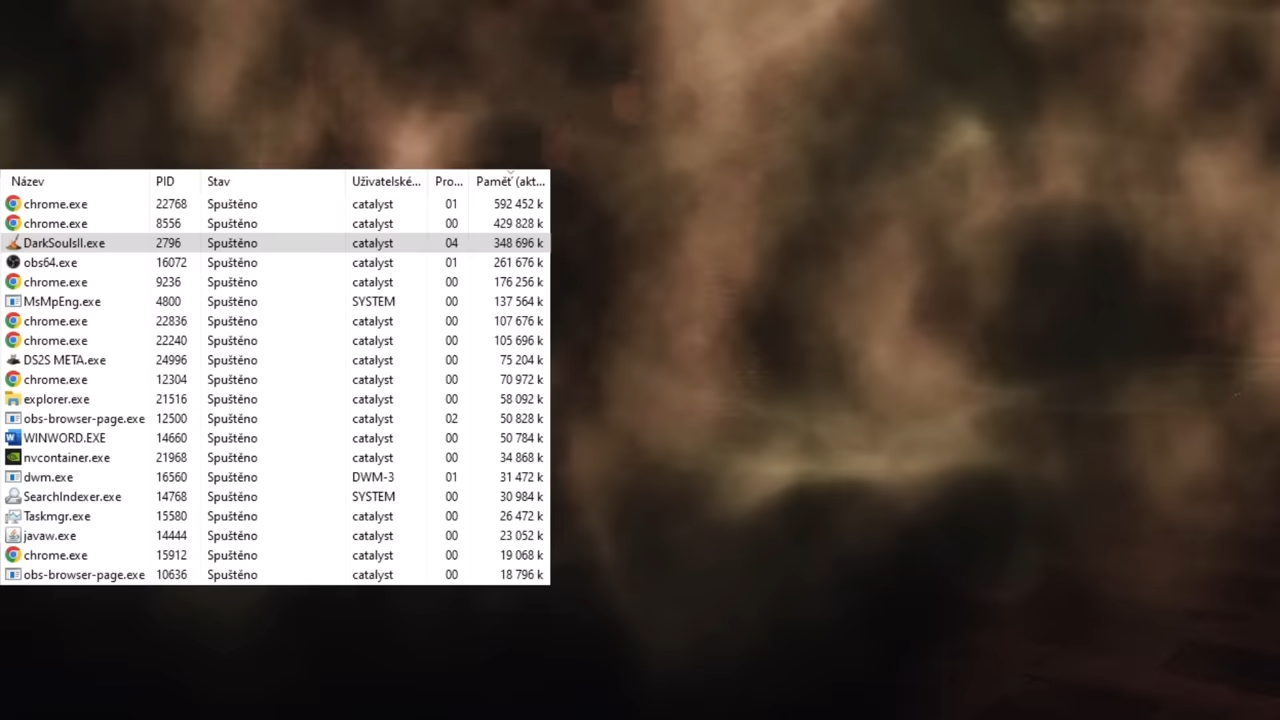 Název PID Stav Uživatelské... Pro... Paměť (akt...
chrome.exe 22768 Spuštěno catalyst 01 592 452 k
chrome.exe 8556 Spuštěno catalyst 00 429 828 k
DarkSoulsII.exe 2796 Spuštěno catalyst 04 348 696 k
obs64.exe 16072 Spuštěno catalyst 01 261 676 k
chrome.exe 9236 Spuštěno catalyst 00 176 256 k
MsMpEng.exe 4800 Spuštěno SYSTEM 00 137 564 k
chrome.exe 22836 Spuštěno catalyst 00 107 676 k
chrome.exe 22240 Spuštěno catalyst 00 105 696 k
DS2S META.exe 24996 Spuštěno catalyst 00 75 204 k
chrome.exe 12304 Spuštěno catalyst 00 70 972 k
explorer.exe 21516 Spuštěno catalyst 00 58 092 k
obs-browser-page.exe 12500 Spuštěno catalyst 02 50 828 k
WINWORD.EXE 14660 Spuštěno catalyst 00 50 784 k
nvcontainer.exe 21968 Spuštěno catalyst 00 34 868 k
dwm.exe 16560 Spuštěno DWM-3 01 31 472 k
SearchIndexer.exe 14768 Spuštěno SYSTEM 00 30 984 k
Taskmgr.exe 15580 Spuštěno catalyst 00 26 472 k
javaw.exe 14444 Spuštěno catalyst 00 23 052 k
chrome.exe 15912 Spuštěno catalyst 00 19 068 k
obs-browser-page.exe 10636 Spuštěno catalyst 00 18 796 k